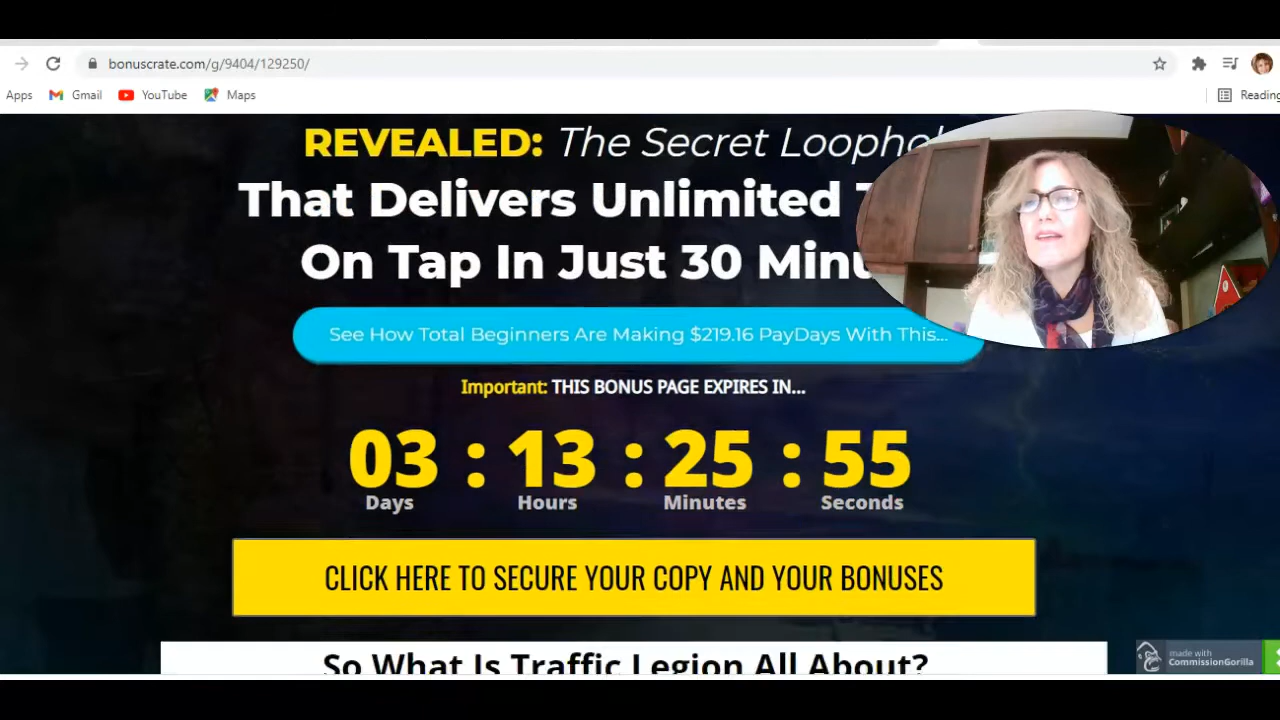 bonuscrate.com/g/9404/129250/
Apps Gmail YouTube Maps Reading
REVEALED: The Secret
That Delivers Unlimited
On Tap In Just 30
See How Total Beginners Are Making $219.16 PayDays With This...
Important: THIS BONUS PAGE EXPIRES IN...
03 : 13 : 25 : 55
Days Hours Minutes Seconds
CLICK HERE TO SECURE YOUR COPY AND YOUR BONUSES
So What Is Traffic Legion All About?
made with
CommissionGorilla